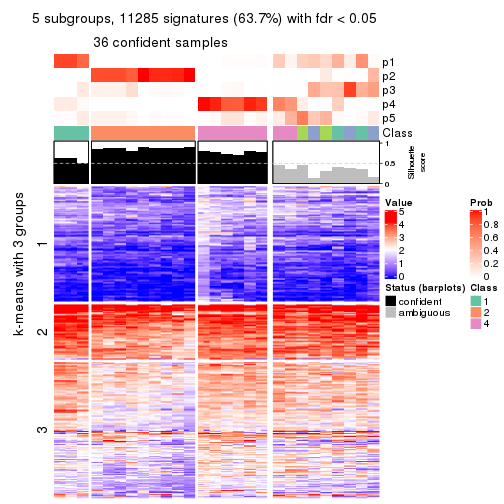 5 subgroups, 11285 signatures (63.7%) with fdr < 0.05
36 confident samples
p1
p2
p3
p4
p5
Class
1
0.5
0
Silhouette
score
k-means with 3 groups
1
2
3
Value
5
4
3
2
1
0
Prob
1
0.8
0.6
0.4
0.2
0
Status (barplots)
confident
ambiguous
Class
1
2
4